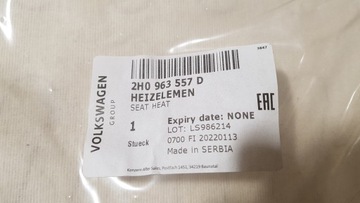 3647
VOLKSWAGEN
GROUP
2H0 963 557 D
HEIZELEMEN
SEAT HEAT
1
Stueck
Expiry date: NONE
LOT: LS986214
0700 FI 20220113
Made in SERBIA
EAC